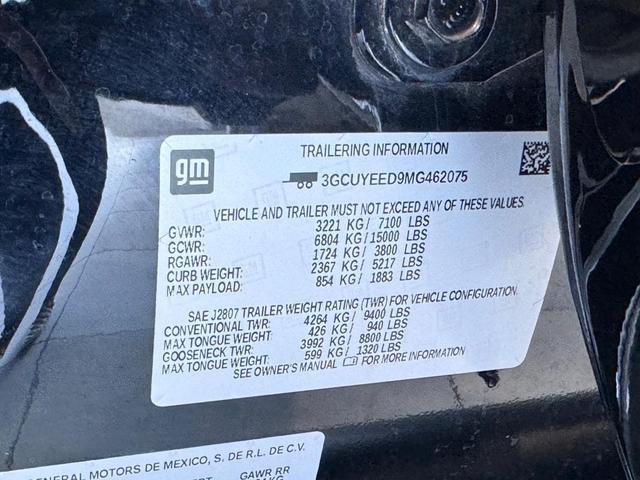 gm
TRAILERING INFORMATION
3GCUYEED9MG462075
VEHICLE AND TRAILER MUST NOT EXCEED ANY OF THESE VALUES.
GVWR: 3221 KG/ 7100 LBS
GCWR: 6804 KG/15000 LBS
RGAWR: 1724 KG/ 3800 LBS
CURB WEIGHT: 2367 KG/ 5217 LBS
MAX PAYLOAD: 854 KG/ 1883 LBS
SAE J2807 TRAILER WEIGHT RATING (TWR) FOR VEHICLE CONFIGURATION.
CONVENTIONAL TWR: 4264 KG/ 9400 LBS
MAX TONGUE WEIGHT: 426 KG/ 940 LBS
GOOSENECK TWR: 3992 KG/ 8800 LBS
MAX TONGUE WEIGHT: 599 KG/ 1320 LBS
SEE OWNER'S MANUAL FOR MORE INFORMATION
GENERAL MOTORS DE MEXICO, S. DE R.L. DE C.V.
GAWR RR